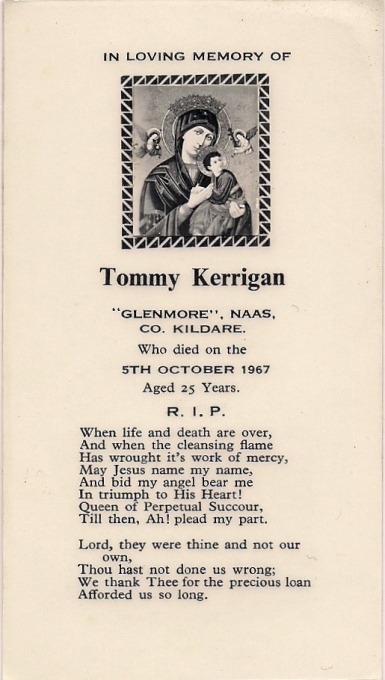 IN LOVING MEMORY OF
Tommy Kerrigan
"GLENMORE", NAAS,
CO. KILDARE.
Who died on the
5TH OCTOBER 1967
Aged 25 Years.
R. I. P.
When life and death are over,
And when the cleansing flame
Has wrought it's work of mercy,
May Jesus name my name,
And bid my angel bear me
In triumph to His Heart!
Queen of Perpetual Succour,
Till then, Ah! plead my part.
Lord, they were thine and not our
own,
Thou hast not done us wrong;
We thank Thee for the precious loan
Afforded us so long.